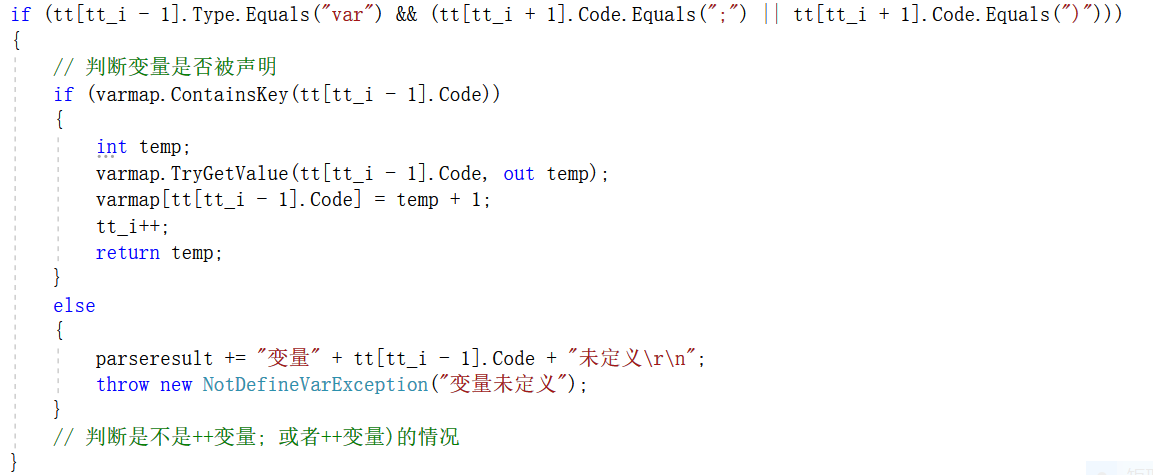 if (tt[tt_i - 1].Type.Equals("var") && (tt[tt_i + 1].Code.Equals(";") || tt[tt_i + 1].Code.Equals(")")))
{
// 判断变量是否被声明
if (varmap.ContainsKey(tt[tt_i - 1].Code))
{
int temp;
varmap.TryGetValue(tt[tt_i - 1].Code, out temp);
varmap[tt[tt_i - 1].Code] = temp + 1;
tt_i++;
return temp;
}
else
{
parseresult += "变量" + tt[tt_i - 1].Code + "未定义\r\n";
throw new NotDefineVarException("变量未定义");
}
// 判断是不是++变量; 或者++变量)的情况
}